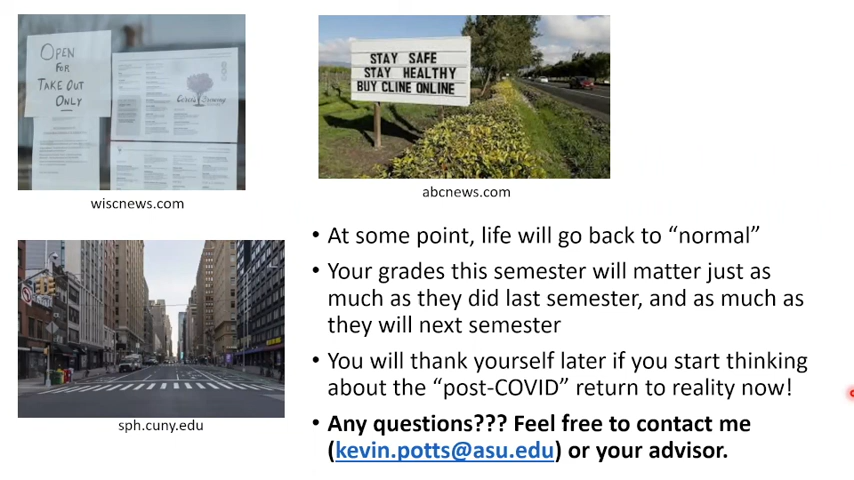 OPEN
FOR
TAKE OUT
ONLY
wiscnews.com
STAY SAFE
STAY HEALTHY
BUY CLINE ONLINE
abcnews.com
sph.cuny.edu
• At some point, life will go back to “normal”
• Your grades this semester will matter just as
much as they did last semester, and as much as
they will next semester
• You will thank yourself later if you start thinking
about the “post-COVID” return to reality now!
• Any questions??? Feel free to contact me
(kevin.potts@asu.edu) or your advisor.